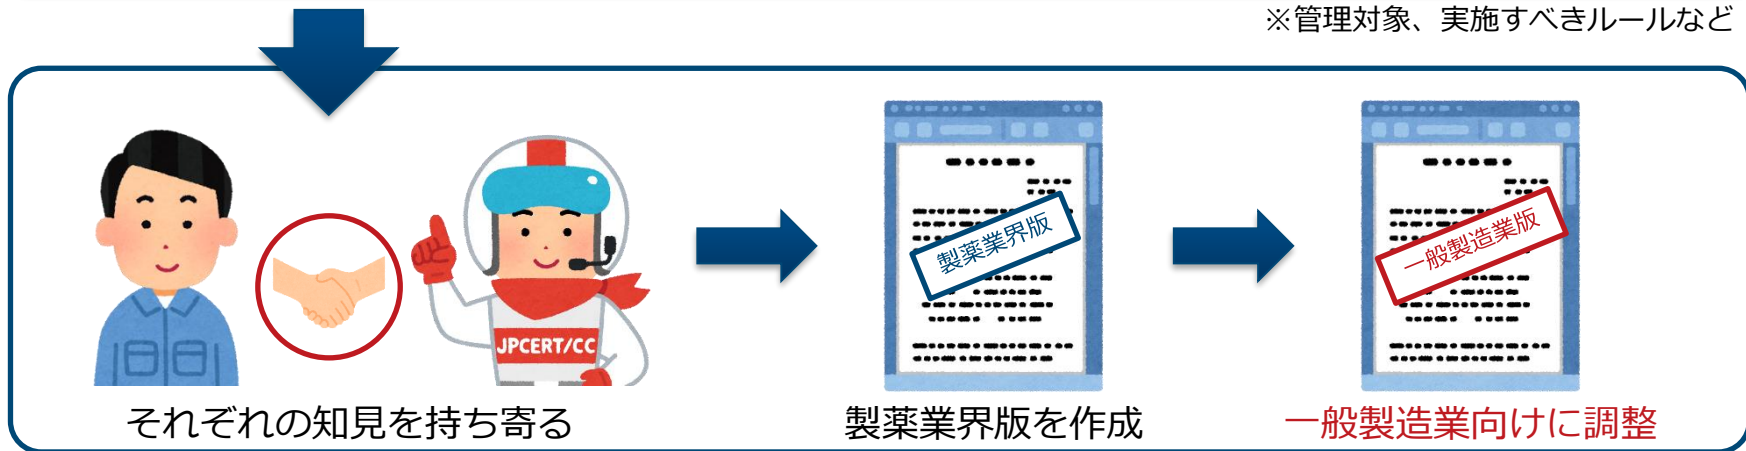 ※管理対象、実施すべきルールなど
JPCERT/CC
製薬業界版
一般製造業版
それぞれの知見を持ち寄る
製薬業界版を作成
一般製造業向けに調整